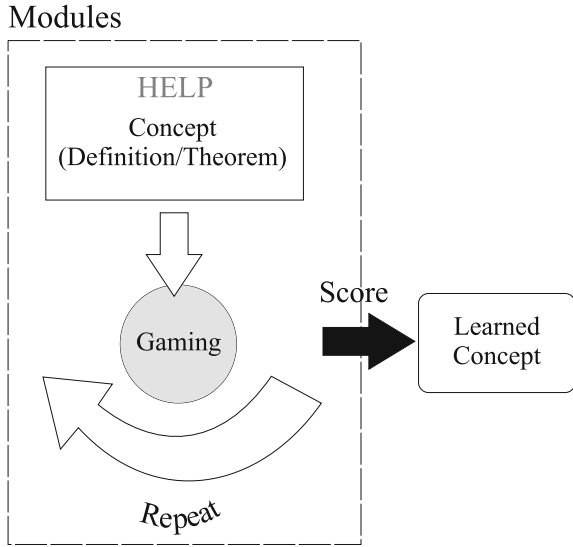 Modules
HELP
Concept
(Definition/Theorem)
Gaming
Repeat
Score
Learned
Concept